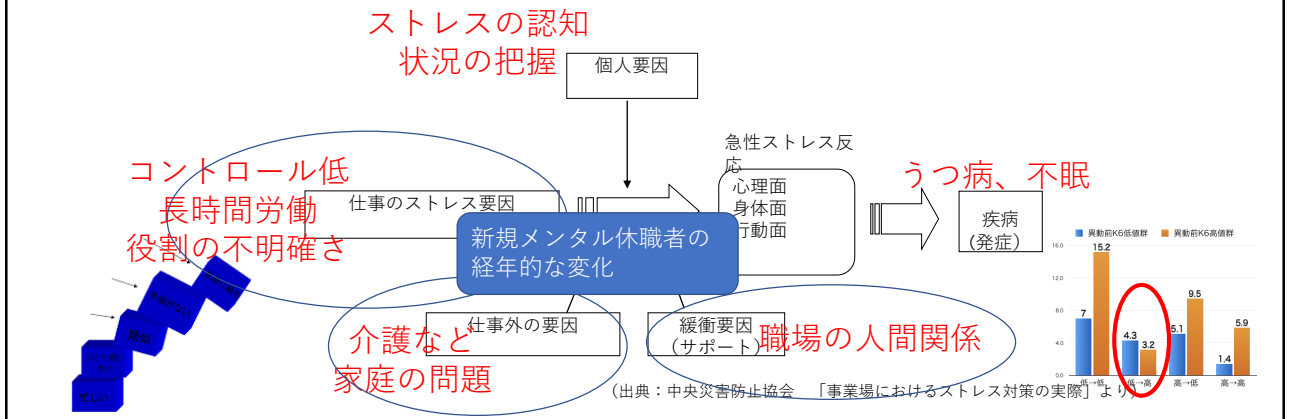 ストレスの認知
状況の把握
個人要因
急性ストレス反
応
コントロール低
長時間労働
役割の不明確さ
仕事のストレス要因
心理面
身体面
行動面
うつ病、不眠
疾病
(発症)
新規メンタル休職者の
経年的な変化
仕事外の要因
介護など
家庭の問題
緩衝要因
(サポート)
職場の人間関係
(出典：中央災害防止協会　「事業場におけるストレス対策の実際」より)
異動前K6低値群 異動前K6高値群
16.0
12.0
8.0
4.0
0.0
7
15.2
4.3
3.2
5.1
9.5
1.4
5.9
低→低
低→高
高→低
高→高
忙しい